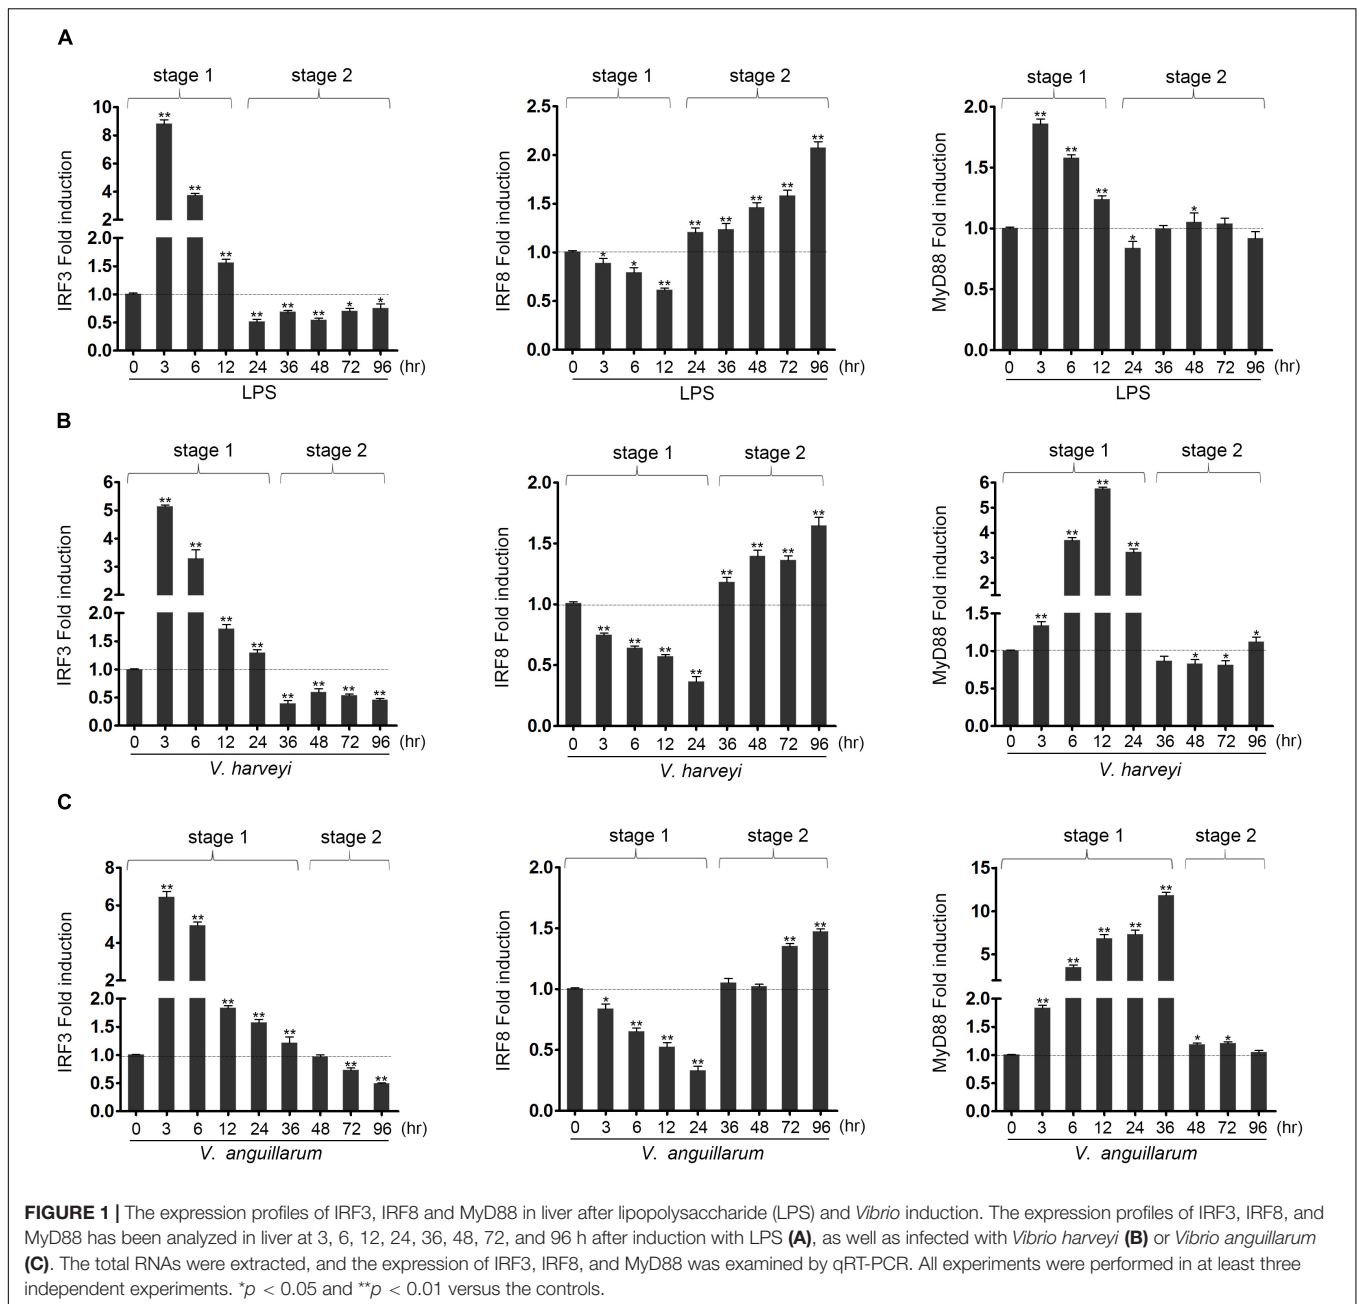 A
stage 1 stage 2
IRF3 Fold induction
10
8
6
4
2
2.0
1.5
1.0
0.5
0.0
** ** ** ** ** ** * *
0 3 6 12 24 36 48 72 96 (hr)
LPS
stage 1 stage 2
IRF8 Fold induction
2.5
2.0
1.5
1.0
0.5
0.0
* * ** ** ** ** ** **
0 3 6 12 24 36 48 72 96 (hr)
LPS
stage 1 stage 2
MyD88 Fold induction
2.0
1.5
1.0
0.5
0.0
** ** ** * *
0 3 6 12 24 36 48 72 96 (hr)
LPS
B
stage 1 stage 2
IRF3 Fold induction
6
5
4
3
2
2.0
1.5
1.0
0.5
0.0
** ** ** ** ** ** ** **
0 3 6 12 24 36 48 72 96 (hr)
V. harveyi
stage 1 stage 2
IRF8 Fold induction
2.0
1.5
1.0
0.5
0.0
** ** ** ** ** ** ** **
0 3 6 12 24 36 48 72 96 (hr)
V. harveyi
stage 1 stage 2
MyD88 Fold induction
6
5
4
3
2
1.5
1.0
0.5
0.0
** ** ** ** * * *
0 3 6 12 24 36 48 72 96 (hr)
V. harveyi
C
stage 1 stage 2
IRF3 Fold induction
8
6
4
2
2.0
1.5
1.0
0.5
0.0
** ** ** ** ** ** **
0 3 6 12 24 36 48 72 96 (hr)
V. anguillarum
stage 1 stage 2
IRF8 Fold induction
2.0
1.5
1.0
0.5
0.0
* ** ** ** ** **
0 3 6 12 24 36 48 72 96 (hr)
V. anguillarum
stage 1 stage 2
MyD88 Fold induction
15
10
5
2.0
1.5
1.0
0.5
0.0
** ** ** ** ** * *
0 3 6 12 24 36 48 72 96 (hr)
V. anguillarum
FIGURE 1 | The expression profiles of IRF3, IRF8 and MyD88 in liver after lipopolysaccharide (LPS) and Vibrio induction. The expression profiles of IRF3, IRF8, and
MyD88 has been analyzed in liver at 3, 6, 12, 24, 36, 48, 72, and 96 h after induction with LPS (A), as well as infected with Vibrio harveyi (B) or Vibrio anguillarum
(C). The total RNAs were extracted, and the expression of IRF3, IRF8, and MyD88 was examined by qRT-PCR. All experiments were performed in at least three
independent experiments. *p < 0.05 and **p < 0.01 versus the controls.